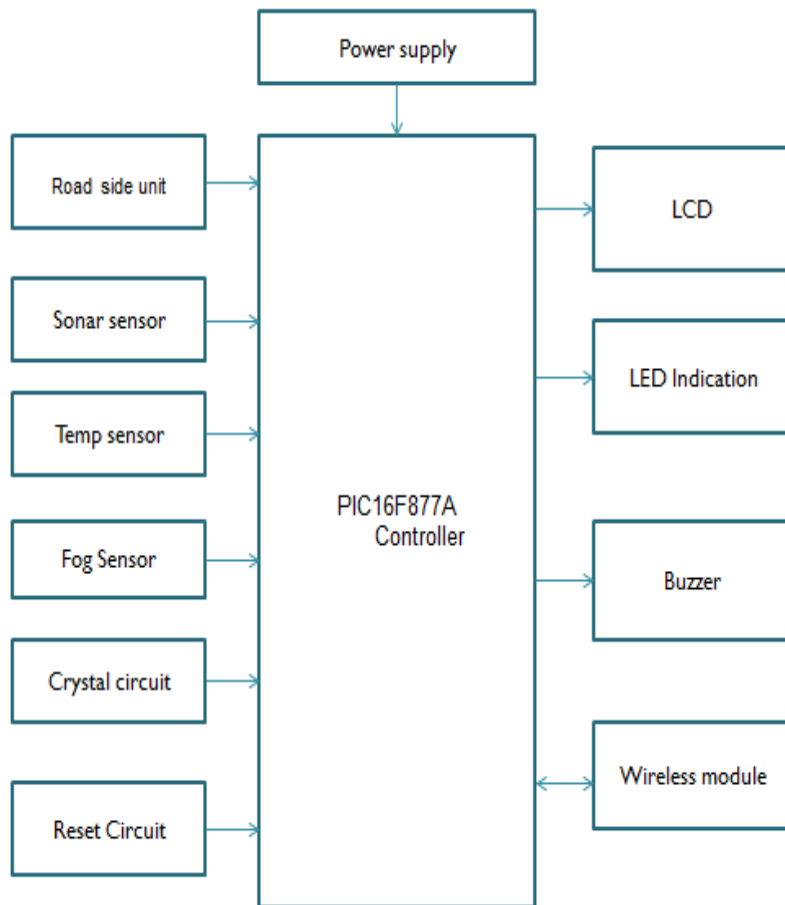 Power supply
Road side unit
Sonar sensor
Temp sensor
Fog Sensor
Crystal circuit
Reset Circuit
PIC16F877A
Controller
LCD
LED Indication
Buzzer
Wireless module